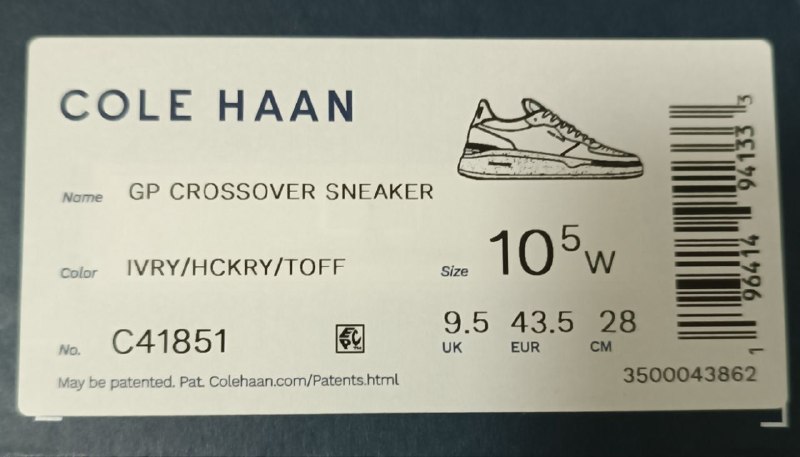 COLE HAAN
Name GP CROSSOVER SNEAKER
Color IVRY/HCKRY/TOFF
Size 10⁵ W
No. C41851
9.5 43.5 28
UK EUR CM
May be patented. Pat. Colehaan.com/Patents.html
3500043862
1 96414 94133 3